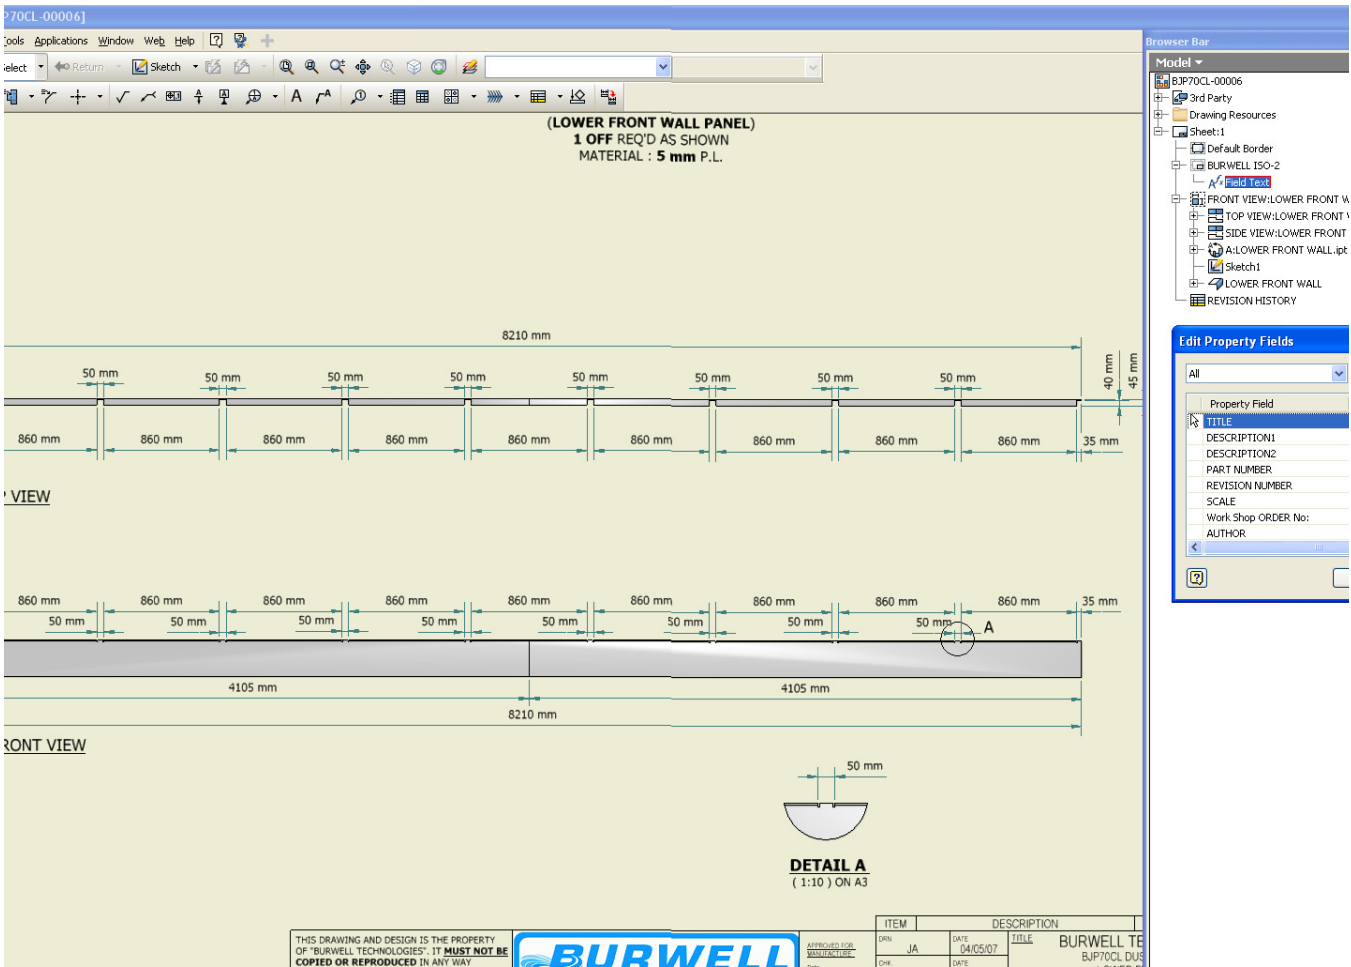 P70CL-00006]
Tools Applications Window Web Help
Select Return Sketch
A
(LOWER FRONT WALL PANEL)
1 OFF REQ'D AS SHOWN
MATERIAL : 5 mm P.L.
8210 mm
50 mm 50 mm 50 mm 50 mm 50 mm 50 mm 50 mm 50 mm
40 mm
45 mm
860 mm 860 mm 860 mm 860 mm 860 mm 860 mm 860 mm 860 mm 860 mm 35 mm
VIEW
860 mm 860 mm 860 mm 860 mm 860 mm 860 mm 860 mm 860 mm 860 mm 35 mm
50 mm 50 mm 50 mm 50 mm 50 mm 50 mm 50 mm 50 mm A
4105 mm 4105 mm
8210 mm
RONT VIEW
50 mm
DETAIL A
( 1:10 ) ON A3
THIS DRAWING AND DESIGN IS THE PROPERTY
OF "BURWELL TECHNOLOGIES". IT MUST NOT BE
COPIED OR REPRODUCED IN ANY WAY
BURWELL
APPROVED FOR
MANUFACTURE
ITEM DESCRIPTION
DRN JA DATE 04/05/07 TITLE BURWELL TE
BJP70CL DUS
CHK. DATE
Browser Bar
Model
BJP70CL-00006
3rd Party
Drawing Resources
Sheet:1
Default Border
BURWELL ISO-2
Field Text
FRONT VIEW:LOWER FRONT W
TOP VIEW:LOWER FRONT
SIDE VIEW:LOWER FRONT
A:LOWER FRONT WALL.ipt
Sketch1
LOWER FRONT WALL
REVISION HISTORY
Edit Property Fields
All
Property Field
TITLE
DESCRIPTION1
DESCRIPTION2
PART NUMBER
REVISION NUMBER
SCALE
Work Shop ORDER No:
AUTHOR